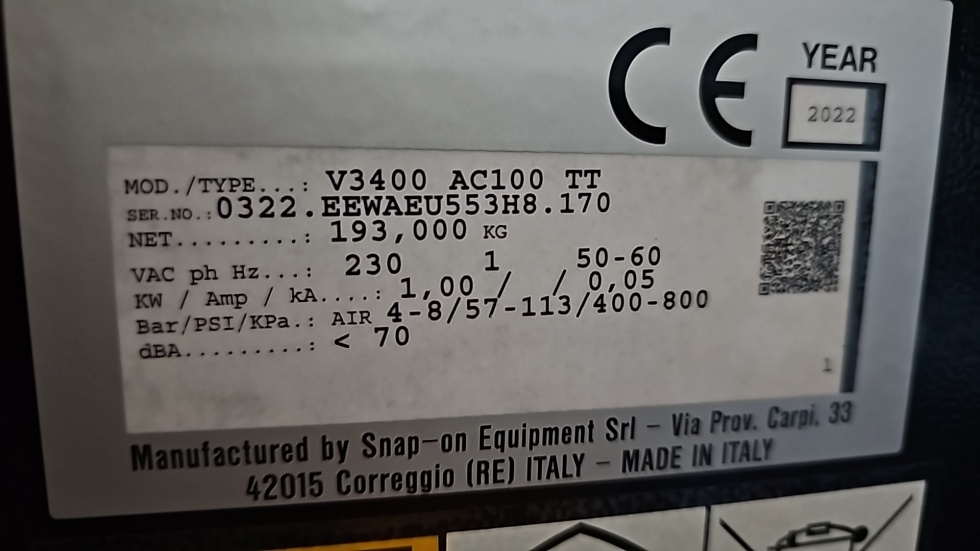 CE
YEAR
2022
MOD./TYPE...: V3400 AC100 TT
SER.NO.:0322.EEWAEU553H8.170
NET.........: 193,000 KG
VAC ph Hz...: 230 1 50-60
KW / Amp / kA....: 1,00 / / 0,05
Bar/PSI/KPa.: AIR 4-8/57-113/400-800
dBA.........: < 70
1
Manufactured by Snap-on Equipment Srl - Via Prov. Carpi. 33
42015 Correggio (RE) ITALY - MADE IN ITALY